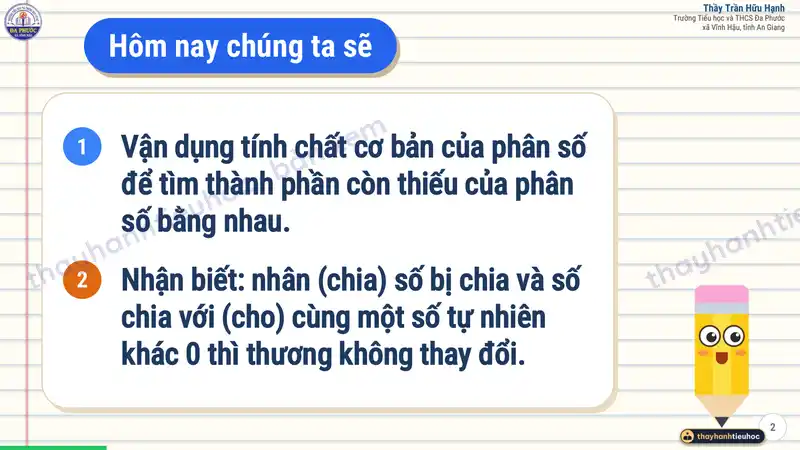 Thầy Trần Hữu Hạnh
Trường Tiểu học và THCS Đa Phước
xã Vĩnh Hậu, tỉnh An Giang
ĐA PHƯỚC
Hôm nay chúng ta sẽ
1 Vận dụng tính chất cơ bản của phân số
để tìm thành phần còn thiếu của phân
số bằng nhau.
2 Nhận biết: nhân (chia) số bị chia và số
chia với (cho) cùng một số tự nhiên
khác 0 thì thương không thay đổi.
thayhanhtieuhoc
2